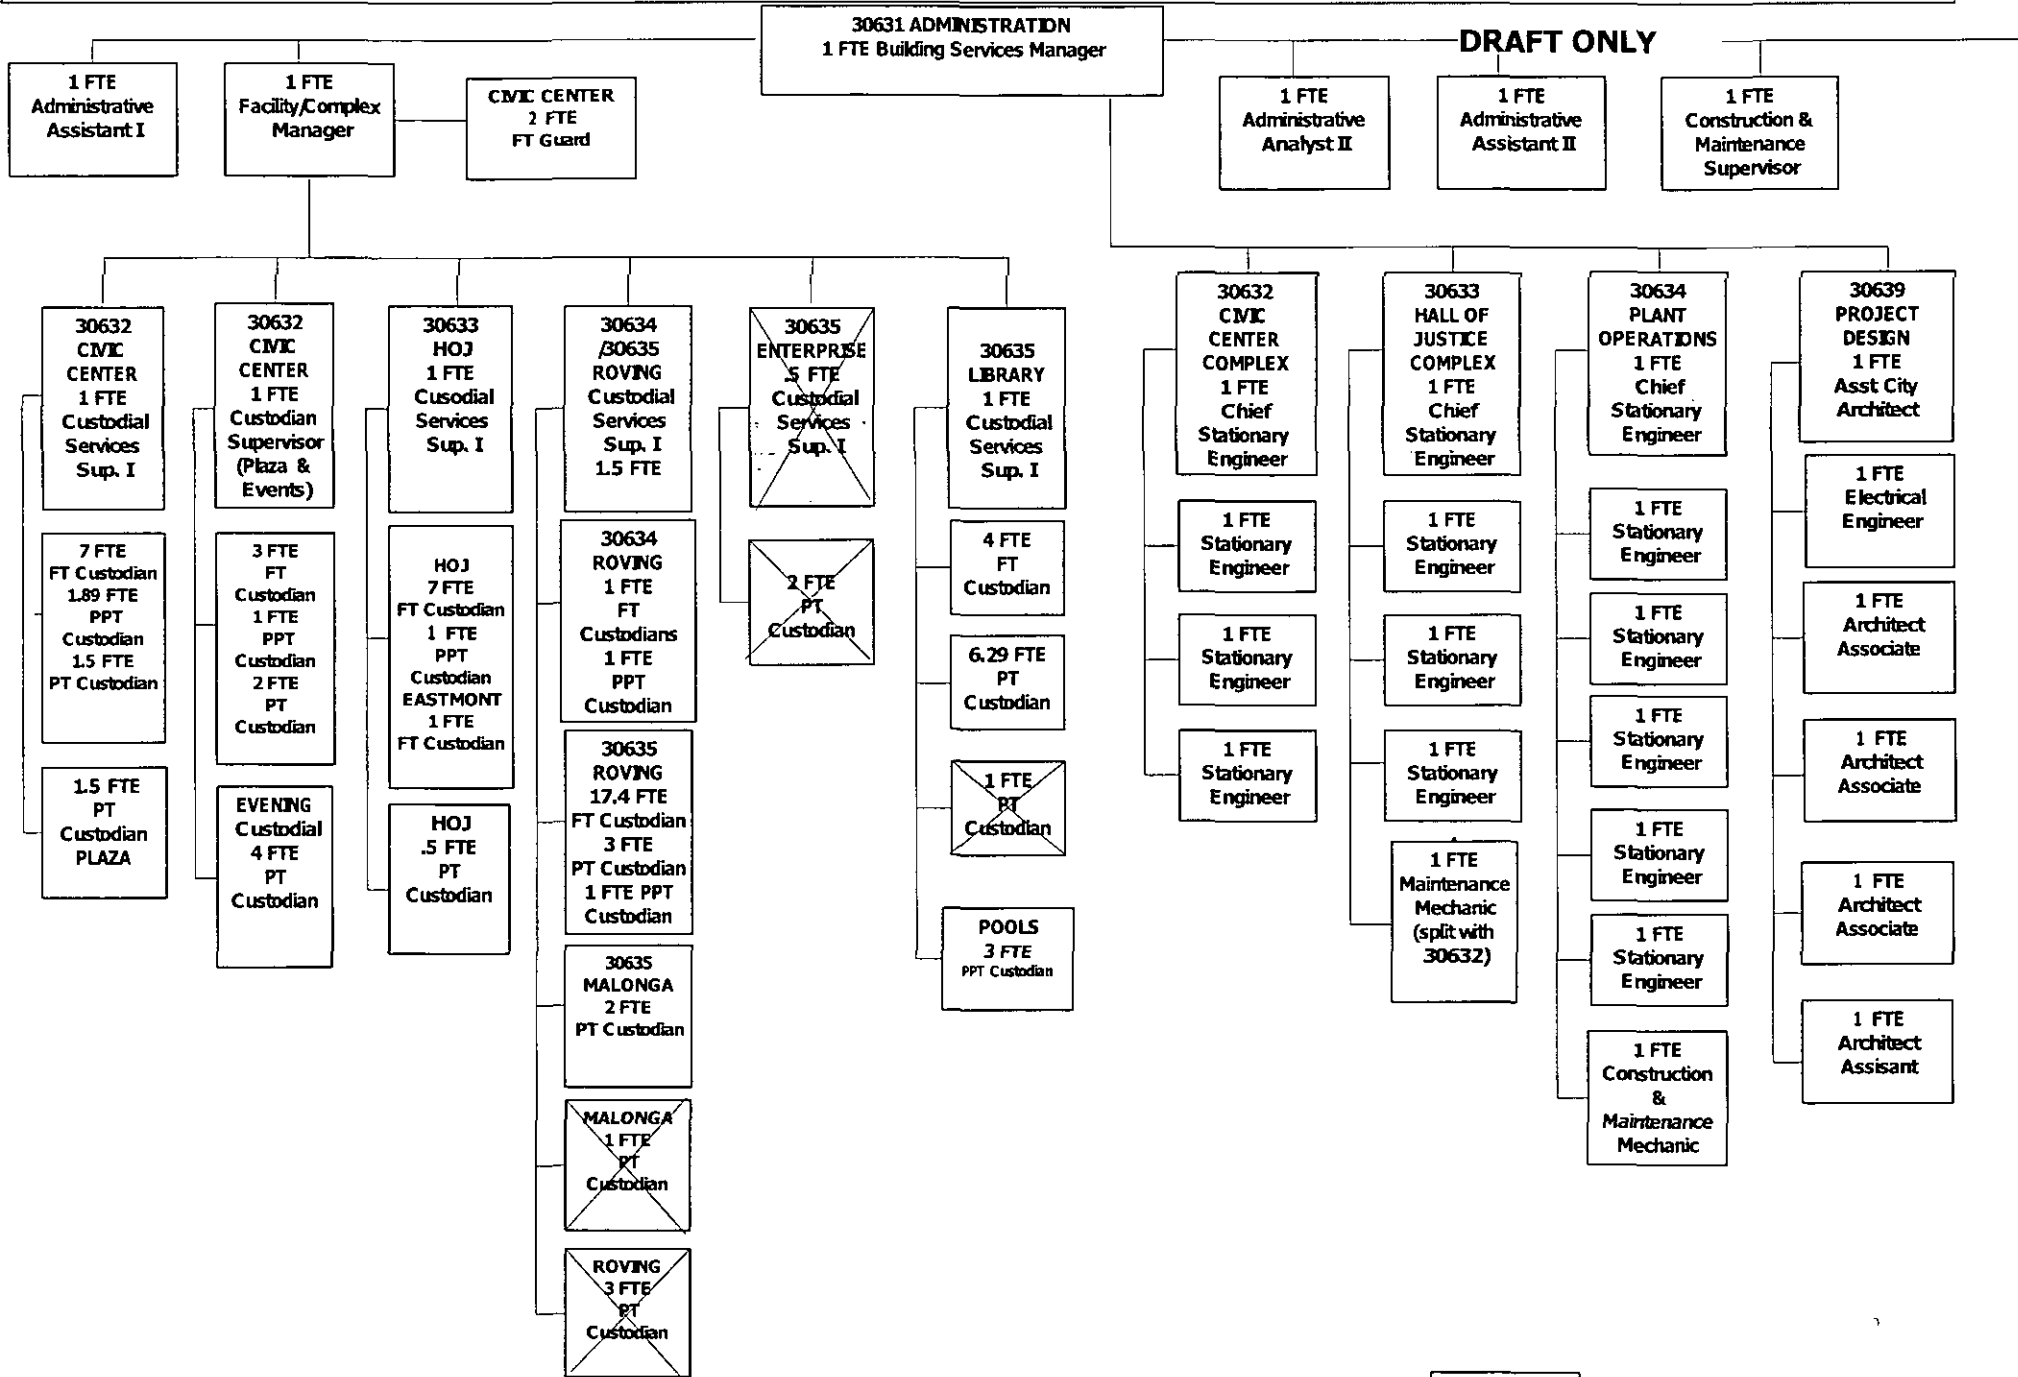 30631 ADMINISTRATION
1 FTE Building Services Manager
DRAFT ONLY
1 FTE
Administrative
Assistant I
1 FTE
Facility/Complex
Manager
CIVIC CENTER
2 FTE
FT Guard
1 FTE
Administrative
Analyst II
1 FTE
Administrative
Assistant II
1 FTE
Construction &
Maintenance
Supervisor
30632
CIVIC
CENTER
1 FTE
Custodial
Services
Sup. I
7 FTE
FT Custodian
1.89 FTE
PPT
Custodian
1.5 FTE
PT Custodian
1.5 FTE
PT
Custodian
PLAZA
30632
CIVIC
CENTER
1 FTE
Custodian
Supervisor
(Plaza &
Events)
3 FTE
FT
Custodian
1 FTE
PPT
Custodian
2 FTE
PT
Custodian
EVENING
Custodial
4 FTE
PT
Custodian
30633
HOJ
1 FTE
Cusodial
Services
Sup. I
HOJ
7 FTE
FT Custodian
1 FTE
PPT
Custodian
EASTMONT
1 FTE
FT Custodian
HOJ
.5 FTE
PT
Custodian
30634
/30635
ROVING
Custodial
Services
Sup. I
1.5 FTE
30634
ROVING
1 FTE
FT
Custodians
1 FTE
PPT
Custodian
30635
ROVING
17.4 FTE
FT Custodian
3 FTE
PT Custodian
1 FTE PPT
Custodian
30635
MALONGA
2 FTE
PT Custodian
MALONGA
1 FTE
PT
Custodian
ROVING
3 FTE
PT
Custodian
30635
ENTERPRISE
.5 FTE
Custodial
Services
Sup. I
2 FTE
PT
Custodian
30635
LIBRARY
1 FTE
Custodial
Services
Sup. I
4 FTE
FT
Custodian
6.29 FTE
PT
Custodian
1 FTE
PT
Custodian
POOLS
3 FTE
PPT Custodian
30632
CIVIC
CENTER
COMPLEX
1 FTE
Chief
Stationary
Engineer
1 FTE
Stationary
Engineer
1 FTE
Stationary
Engineer
1 FTE
Stationary
Engineer
30633
HALL OF
JUSTICE
COMPLEX
1 FTE
Chief
Stationary
Engineer
1 FTE
Stationary
Engineer
1 FTE
Stationary
Engineer
1 FTE
Stationary
Engineer
1 FTE
Maintenance
Mechanic
(split with
30632)
30634
PLANT
OPERATIONS
1 FTE
Chief
Stationary
Engineer
1 FTE
Stationary
Engineer
1 FTE
Stationary
Engineer
1 FTE
Stationary
Engineer
1 FTE
Stationary
Engineer
1 FTE
Stationary
Engineer
1 FTE
Construction
&
Maintenance
Mechanic
30639
PROJECT
DESIGN
1 FTE
Asst City
Architect
1 FTE
Electrical
Engineer
1 FTE
Architect
Associate
1 FTE
Architect
Associate
1 FTE
Architect
Associate
1 FTE
Architect
Assisant